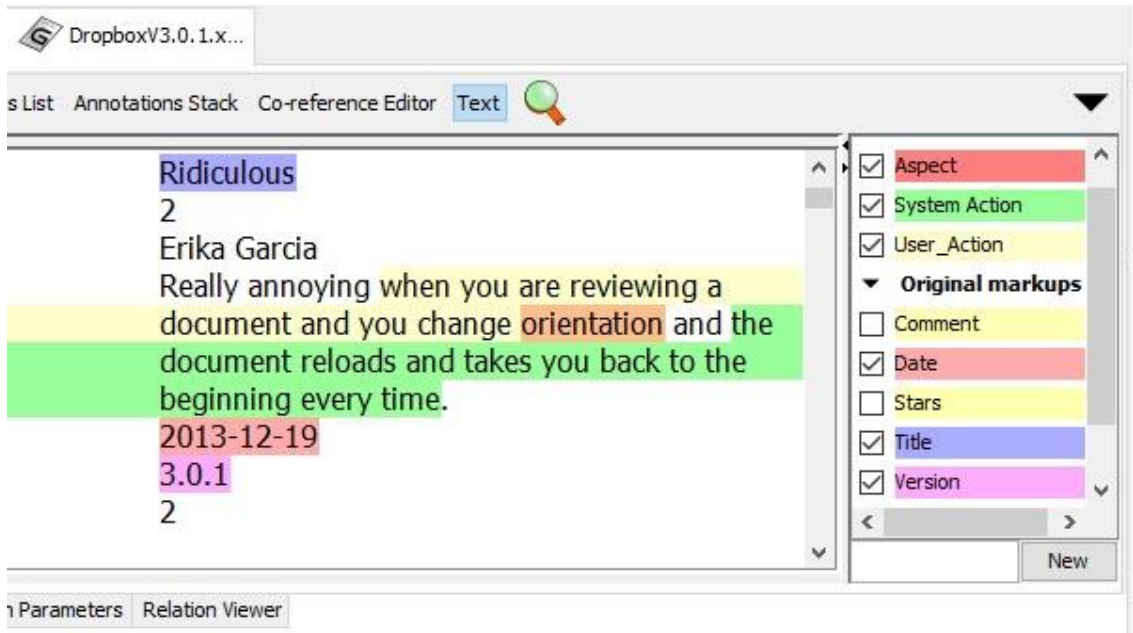 DropboxV3.0.1.x...
s List Annotations Stack Co-reference Editor Text
Ridiculous
2
Erika Garcia
Really annoying when you are reviewing a
document and you change orientation and the
document reloads and takes you back to the
beginning every time.
2013-12-19
3.0.1
2
Aspect
System Action
User_Action
Original markups
Comment
Date
Stars
Title
Version
New
n Parameters Relation Viewer